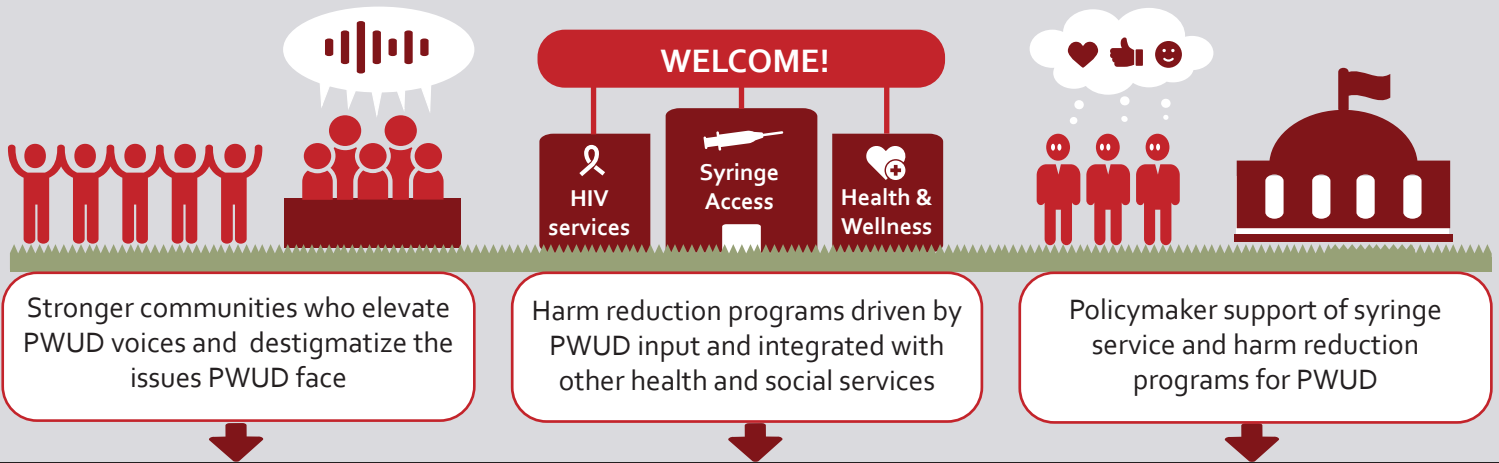 WELCOME!
HIV
services
Syringe
Access
Health &
Wellness
Stronger communities who elevate
PWUD voices and destigmatize the
issues PWUD face
Harm reduction programs driven by
PWUD input and integrated with
other health and social services
Policymaker support of syringe
service and harm reduction
programs for PWUD